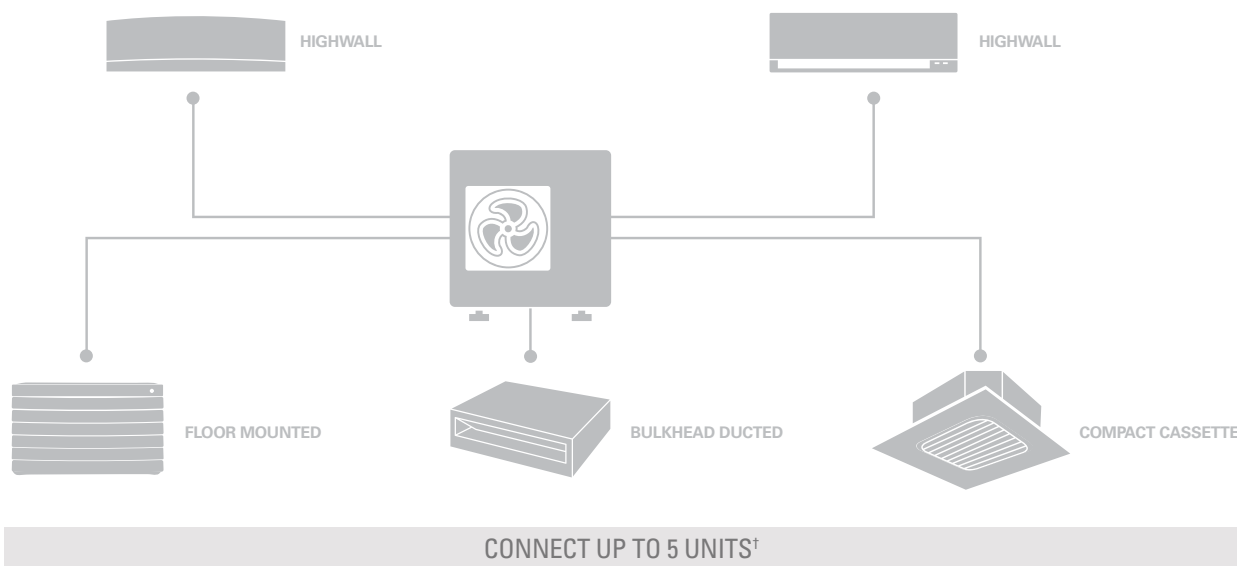 HIGHWALL
HIGHWALL
FLOOR MOUNTED
BULKHEAD DUCTED
COMPACT CASSETTE
CONNECT UP TO 5 UNITS†